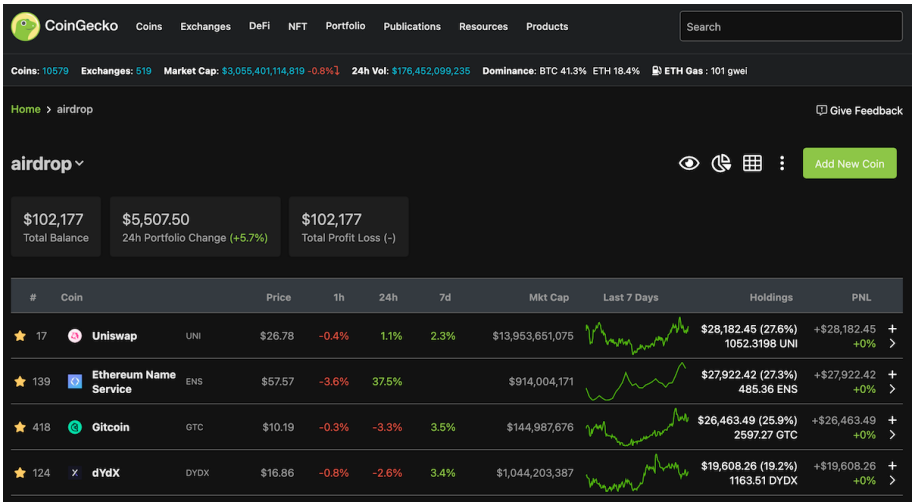 CoinGecko Coins Exchanges DeFi NFT Portfolio Publications Resources Products Search
Coins: 10579 Exchanges: 519 Market Cap: $3,055,401,114,819 -0.8% 24h Vol: $176,452,099,235 Dominance: BTC 41.3% ETH 18.4% ETH Gas : 101 gwei
Home > airdrop Give Feedback
airdrop Add New Coin
$102,177 $5,507.50 $102,177
Total Balance 24h Portfolio Change (+5.7%) Total Profit Loss (-)
# Coin Price 1h 24h 7d Mkt Cap Last 7 Days Holdings PNL
17 Uniswap UNI $26.78 -0.4% 1.1% 2.3% $13,953,651,075 $28,182.45 (27.6%) +$28,182.45 +
1052.3198 UNI +0%
139 Ethereum Name Service ENS $57.57 -3.6% 37.5% $914,004,171 $27,922.42 (27.3%) +$27,922.42 +
485.36 ENS +0%
418 Gitcoin GTC $10.19 -0.3% -3.3% 3.5% $144,987,676 $26,463.49 (25.9%) +$26,463.49 +
2597.27 GTC +0%
124 dYdX DYDX $16.86 -0.8% -2.6% 3.4% $1,044,203,387 $19,608.26 (19.2%) +$19,608.26 +
1163.51 DYDX +0%